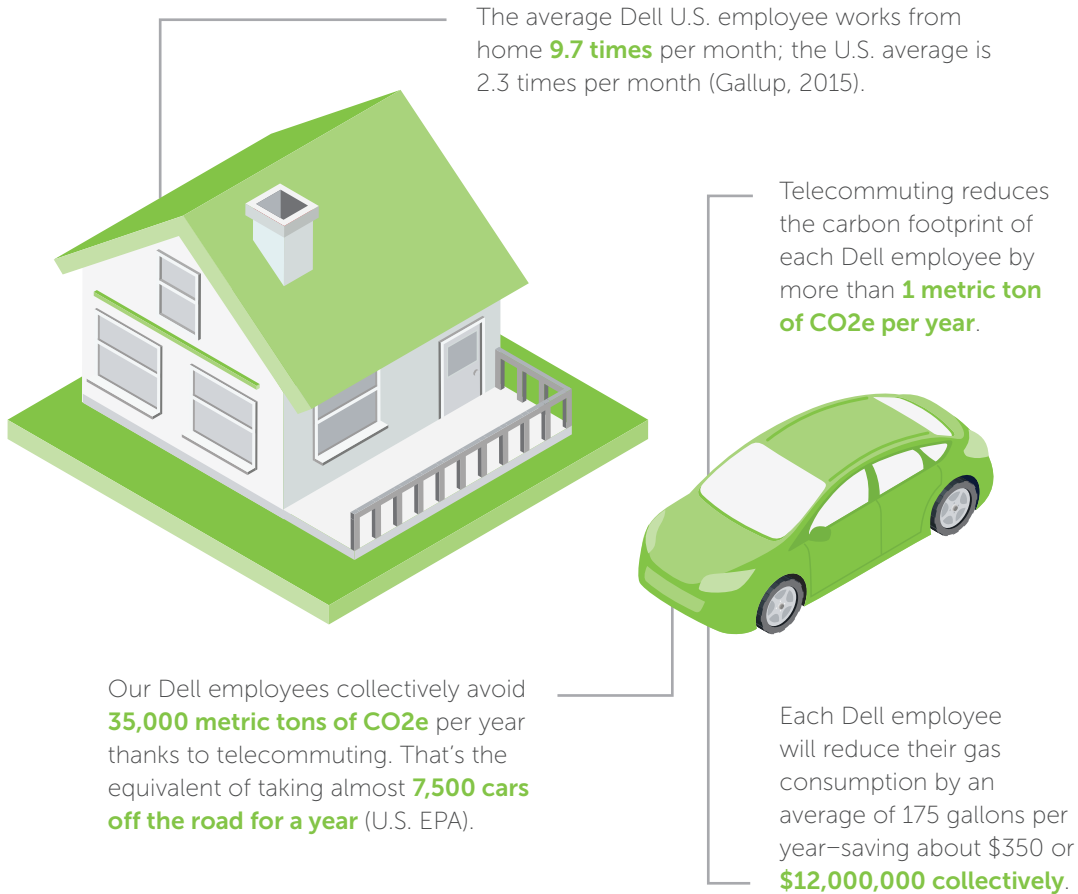 The average Dell U.S. employee works from
home 9.7 times per month; the U.S. average is
2.3 times per month (Gallup, 2015).
Telecommuting reduces
the carbon footprint of
each Dell employee by
more than 1 metric ton
of CO2e per year.
Our Dell employees collectively avoid
35,000 metric tons of CO2e per year
thanks to telecommuting. That’s the
equivalent of taking almost 7,500 cars
off the road for a year (U.S. EPA).
Each Dell employee
will reduce their gas
consumption by an
average of 175 gallons per
year–saving about $350 or
$12,000,000 collectively.